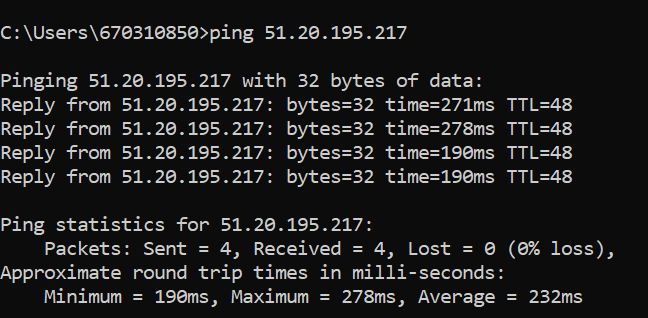 C:\Users\670310850>ping 51.20.195.217
Pinging 51.20.195.217 with 32 bytes of data:
Reply from 51.20.195.217: bytes=32 time=271ms TTL=48
Reply from 51.20.195.217: bytes=32 time=278ms TTL=48
Reply from 51.20.195.217: bytes=32 time=190ms TTL=48
Reply from 51.20.195.217: bytes=32 time=190ms TTL=48
Ping statistics for 51.20.195.217:
Packets: Sent = 4, Received = 4, Lost = 0 (0% loss),
Approximate round trip times in milli-seconds:
Minimum = 190ms, Maximum = 278ms, Average = 232ms